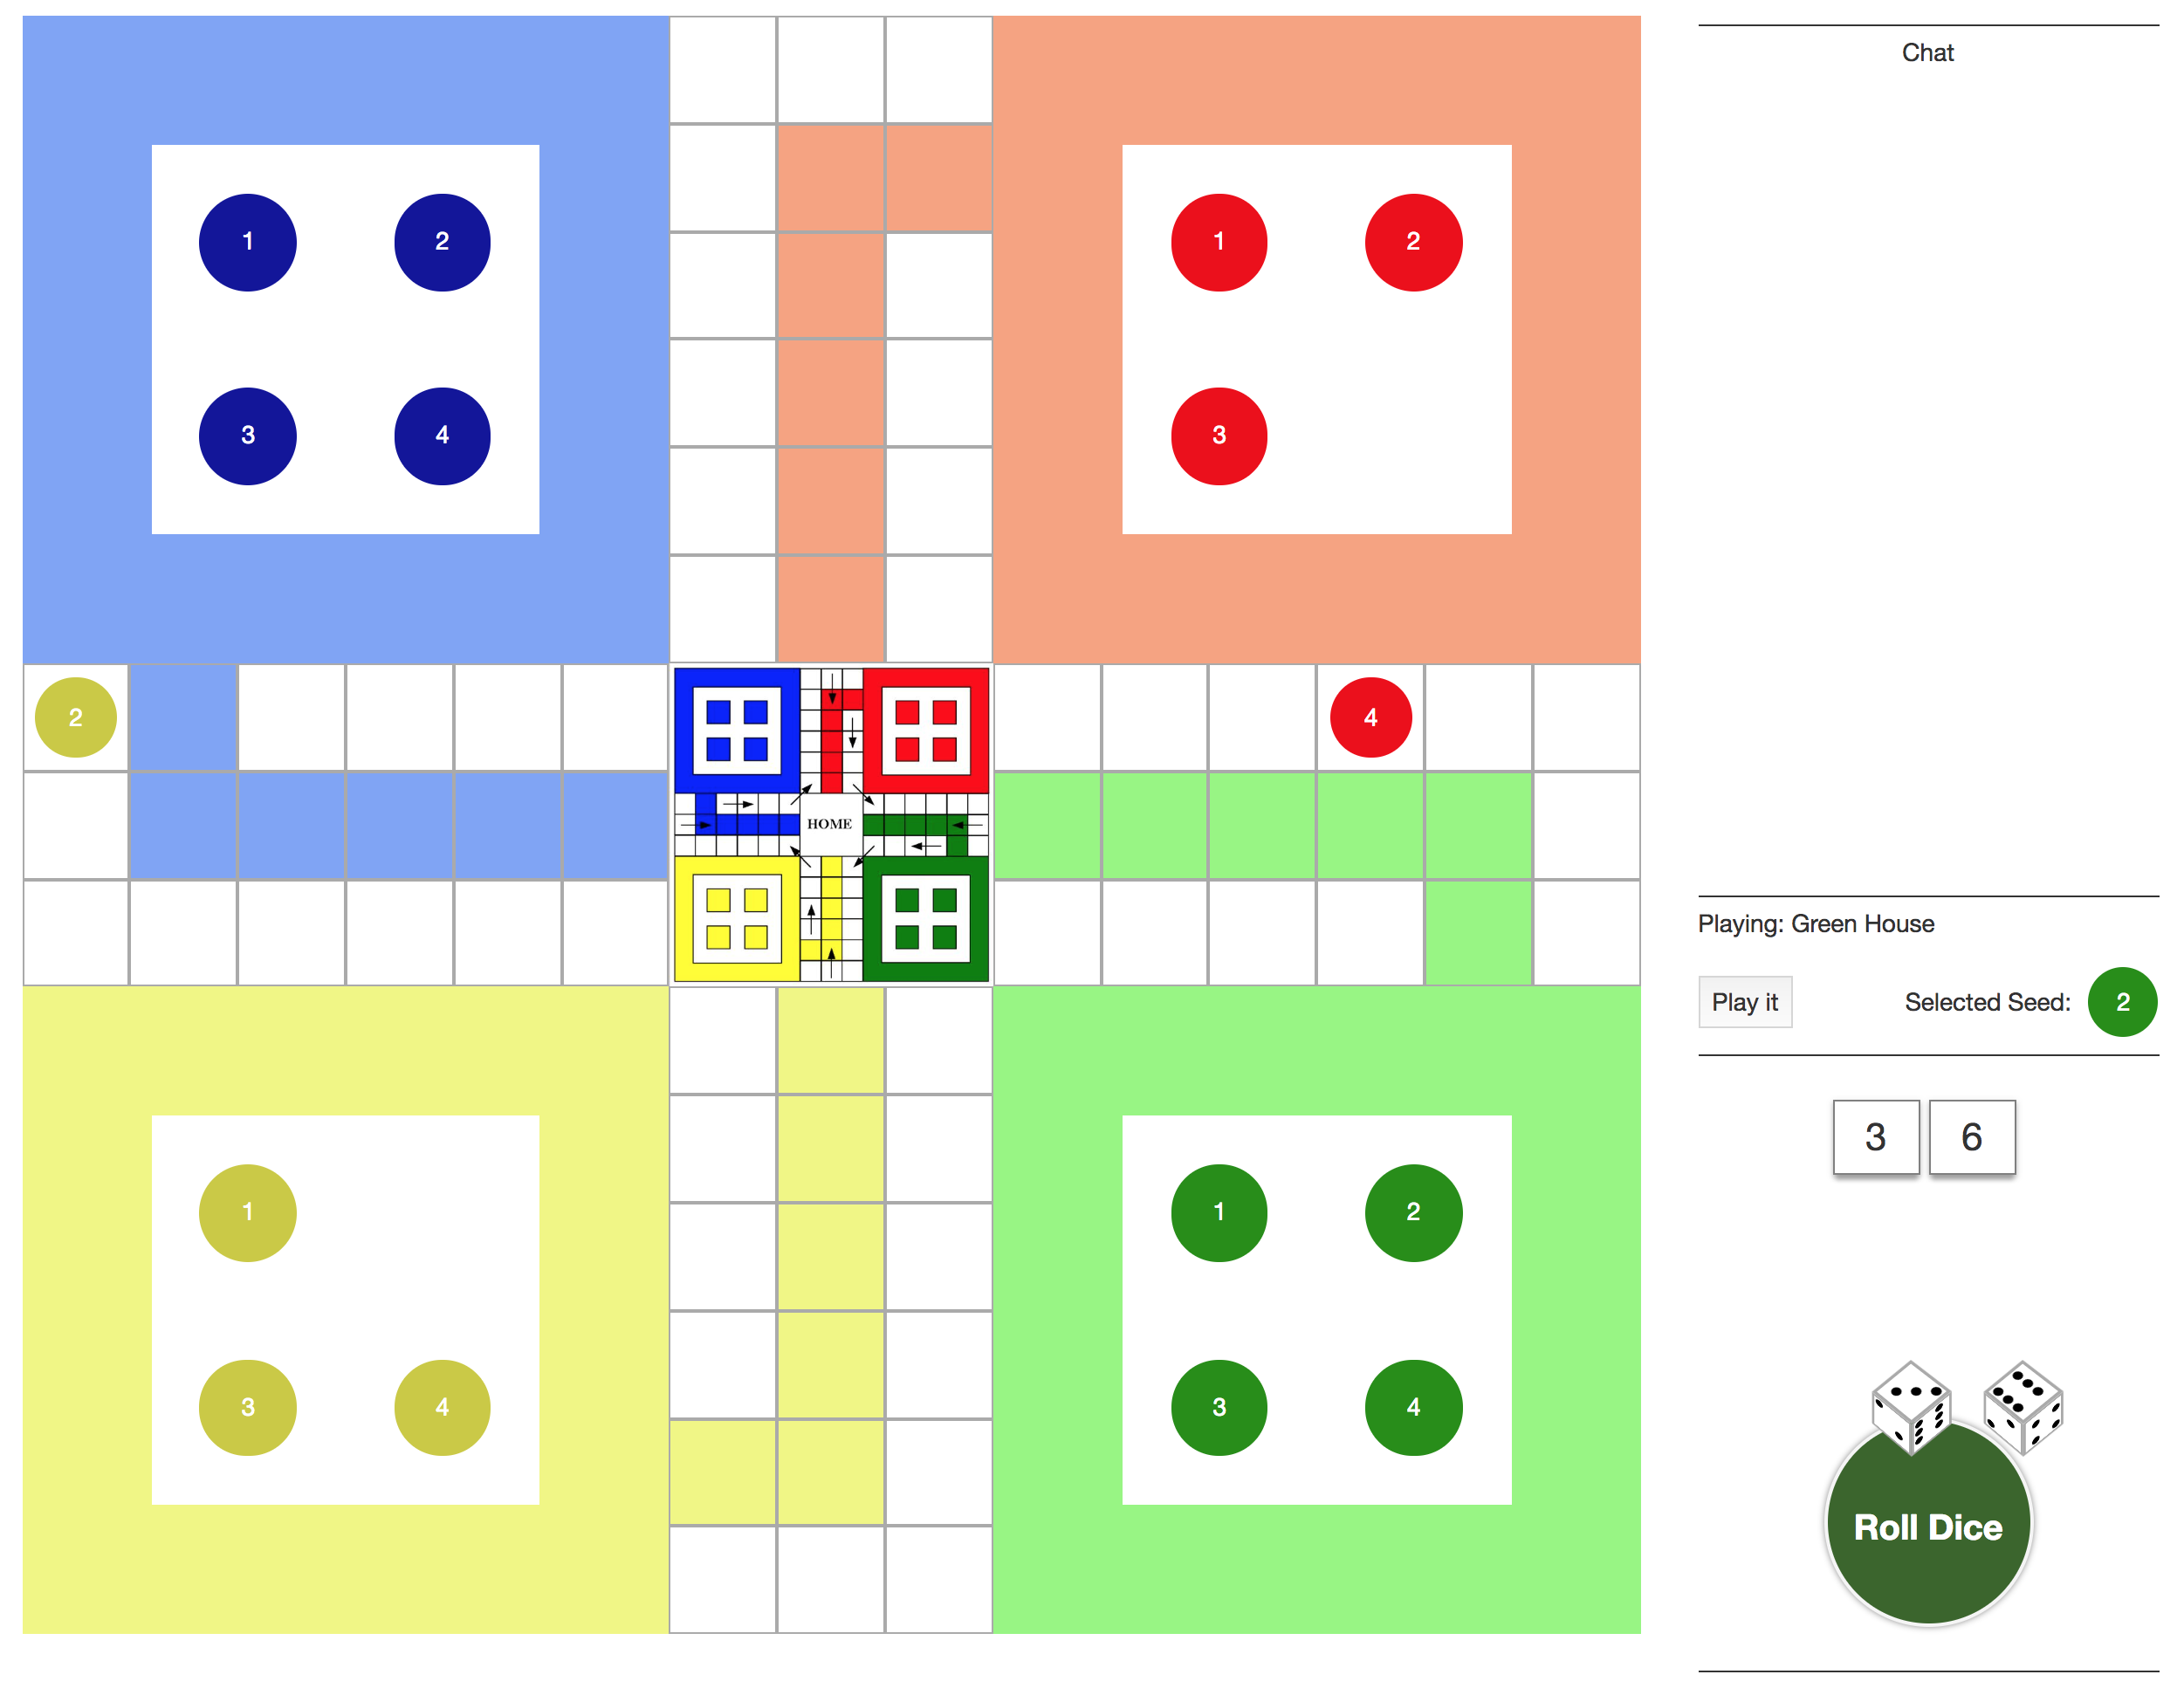 Chat
1 2 1 2
3 4 3
2 4
HOME
Playing: Green House
Play it Selected Seed: 2
3 6
1 1 2
3 4 3 4
Roll Dice